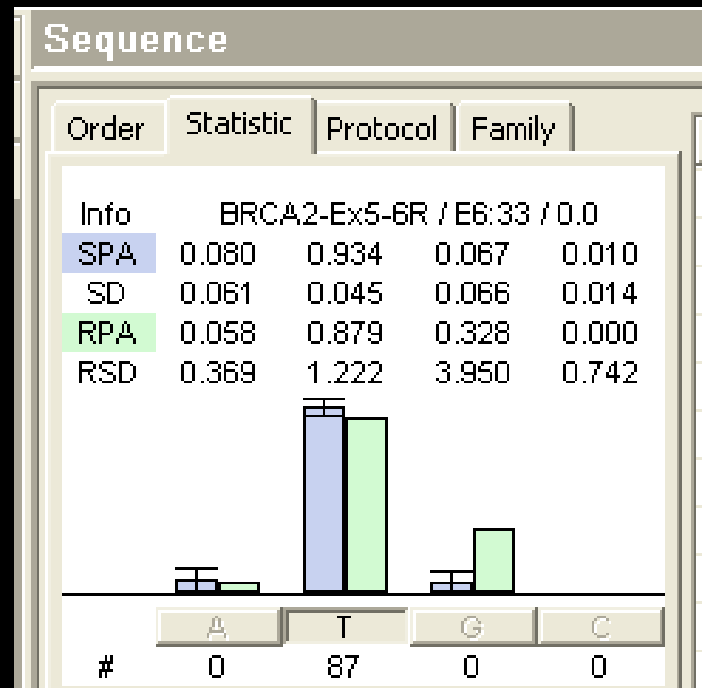 Sequence
Order Statistic Protocol Family
Info BRCA2-Ex5-6R / E6:33 / 0.0
SPA 0.080 0.934 0.067 0.010
SD 0.061 0.045 0.066 0.014
RPA 0.058 0.879 0.328 0.000
RSD 0.369 1.222 3.950 0.742
A T G C
# 0 87 0 0